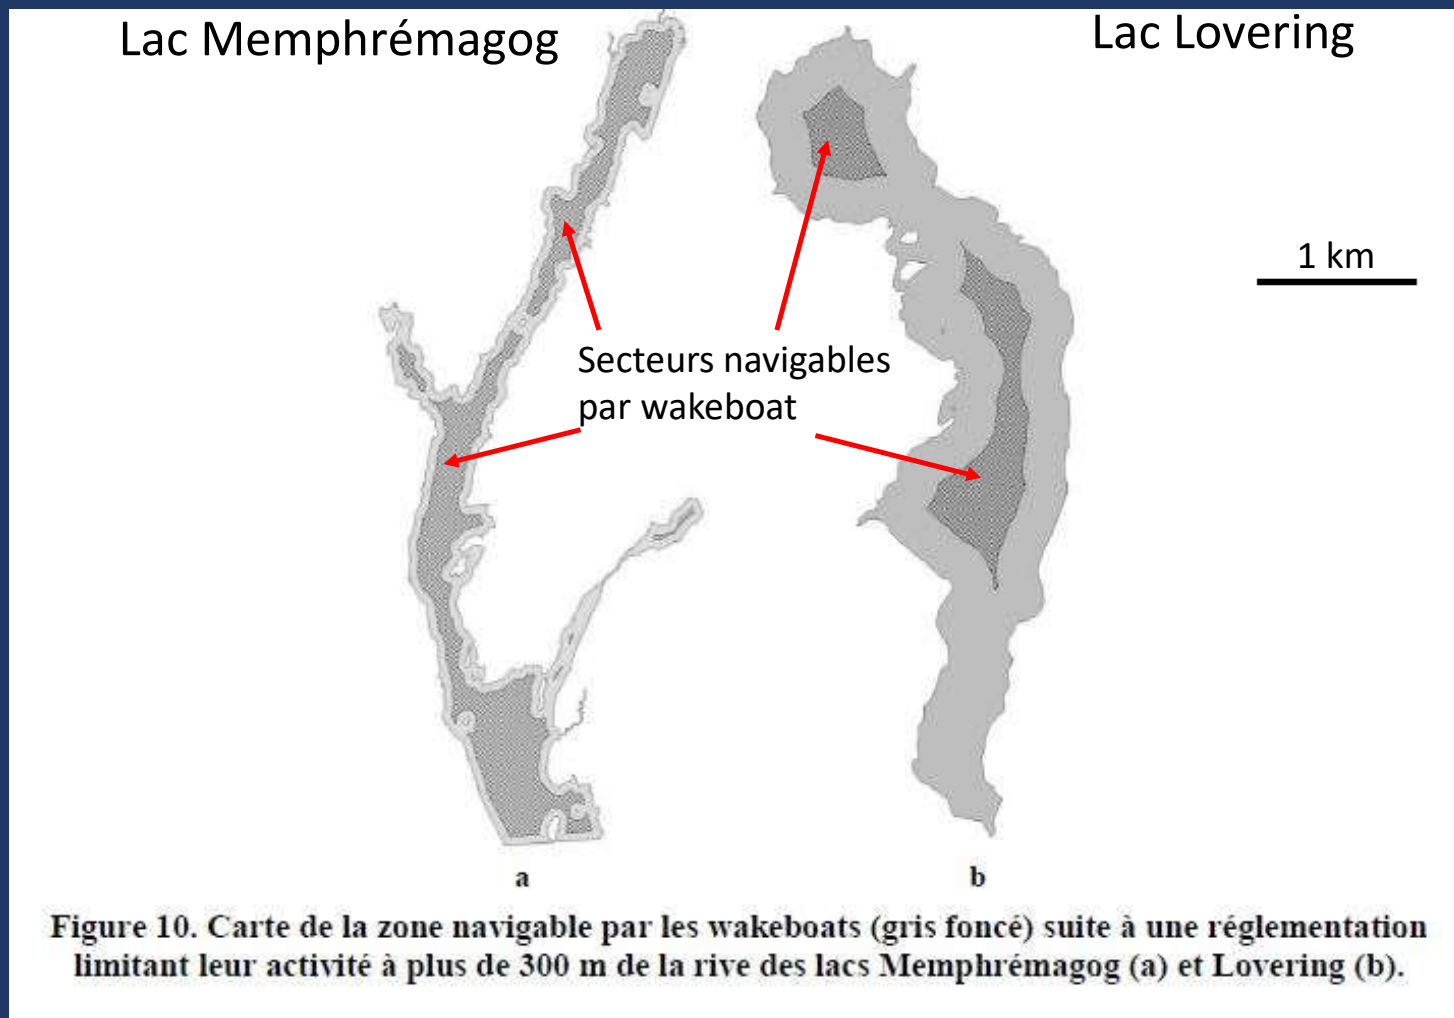 Lac Memphrémagog
Lac Lovering
1 km
Secteurs navigables
par wakeboat
a
b
Figure 10. Carte de la zone navigable par les wakeboats (gris foncé) suite à une réglementation
limitant leur activité à plus de 300 m de la rive des lacs Memphrémagog (a) et Lovering (b).